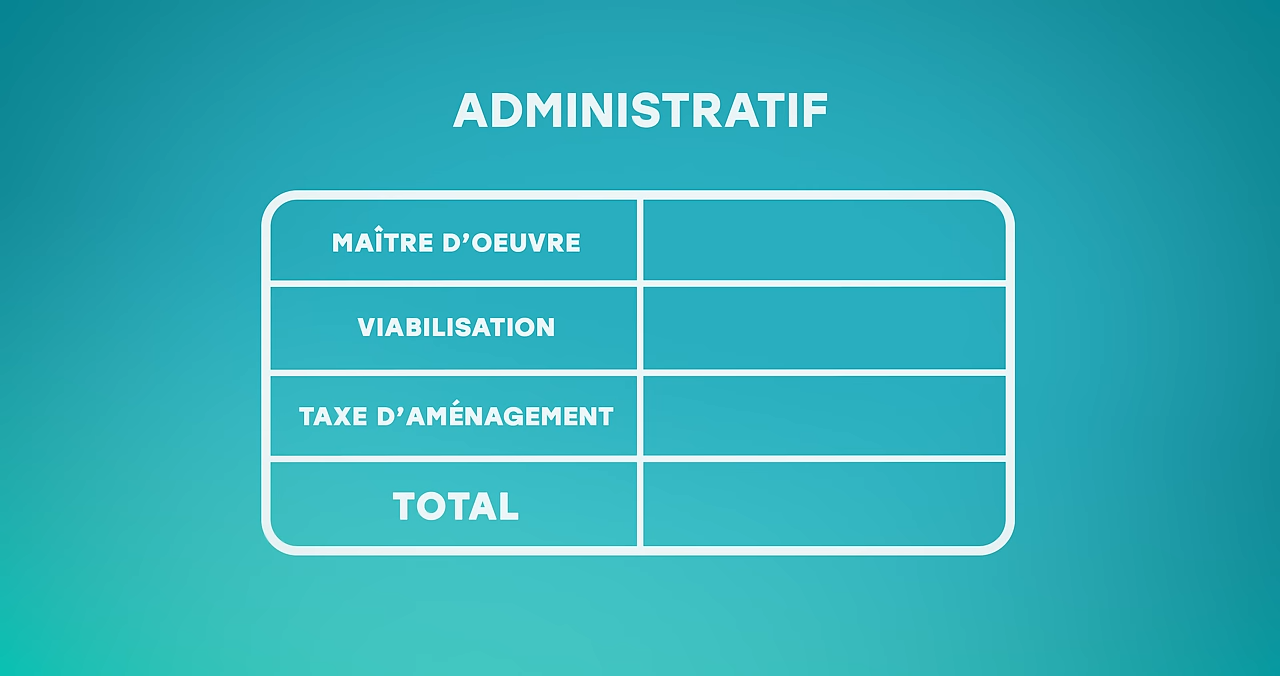 ADMINISTRATIF
MAÎTRE D’OEUVRE
VIABILISATION
TAXE D’AMÉNAGEMENT
TOTAL